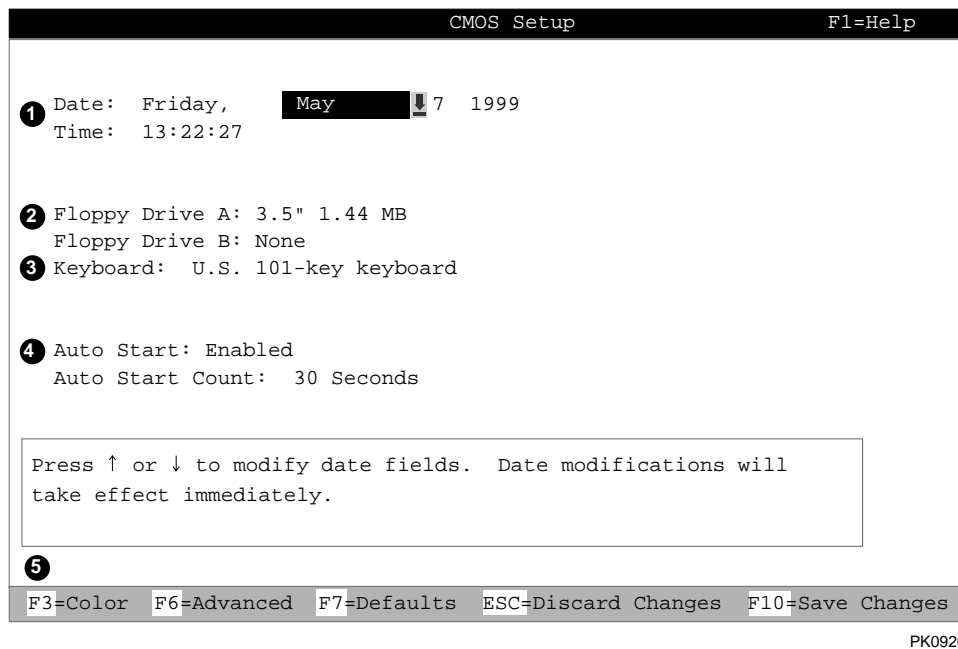 CMOS Setup F1=Help
1 Date: Friday, May 7 1999
Time: 13:22:27
2 Floppy Drive A: 3.5" 1.44 MB
Floppy Drive B: None
3 Keyboard: U.S. 101-key keyboard
4 Auto Start: Enabled
Auto Start Count: 30 Seconds
Press ↑ or ↓ to modify date fields. Date modifications will
take effect immediately.
5
F3=Color F6=Advanced F7=Defaults ESC=Discard Changes F10=Save Changes